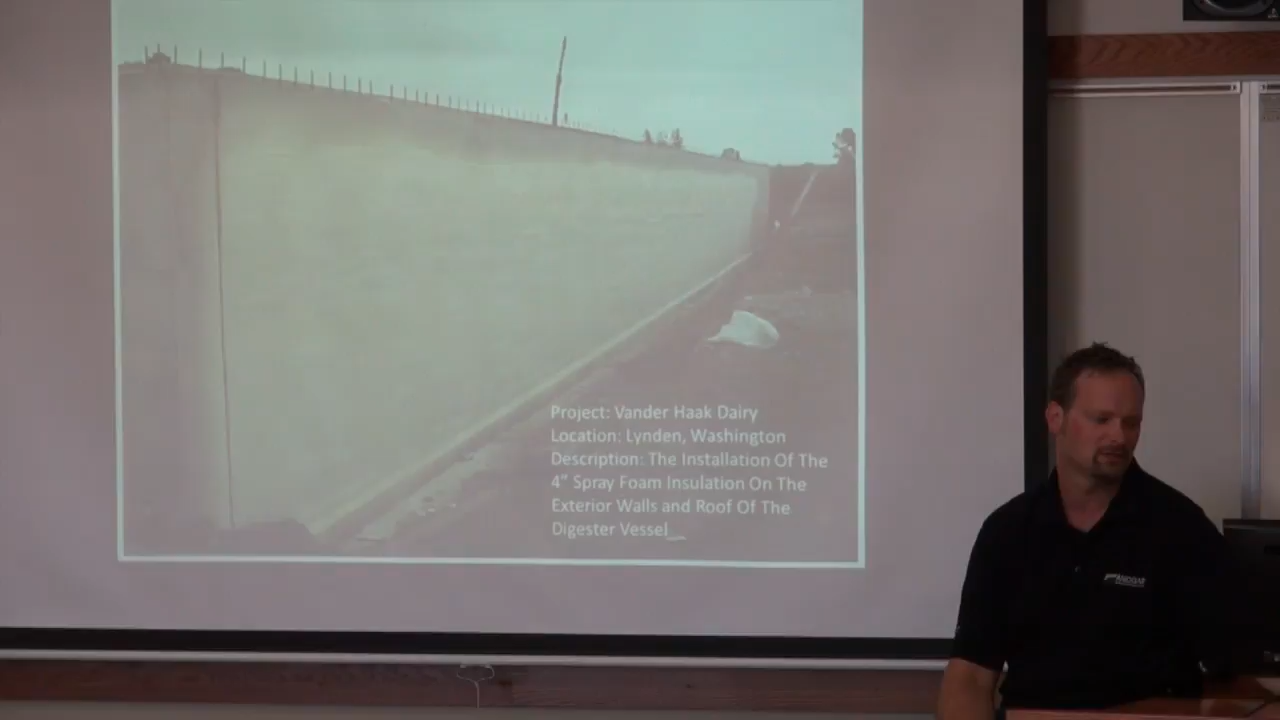 Project: Vander Haak Dairy
Location: Lynden, Washington
Description: The Installation Of The
4” Spray Foam Insulation On The
Exterior Walls and Roof Of The
Digester Vessel